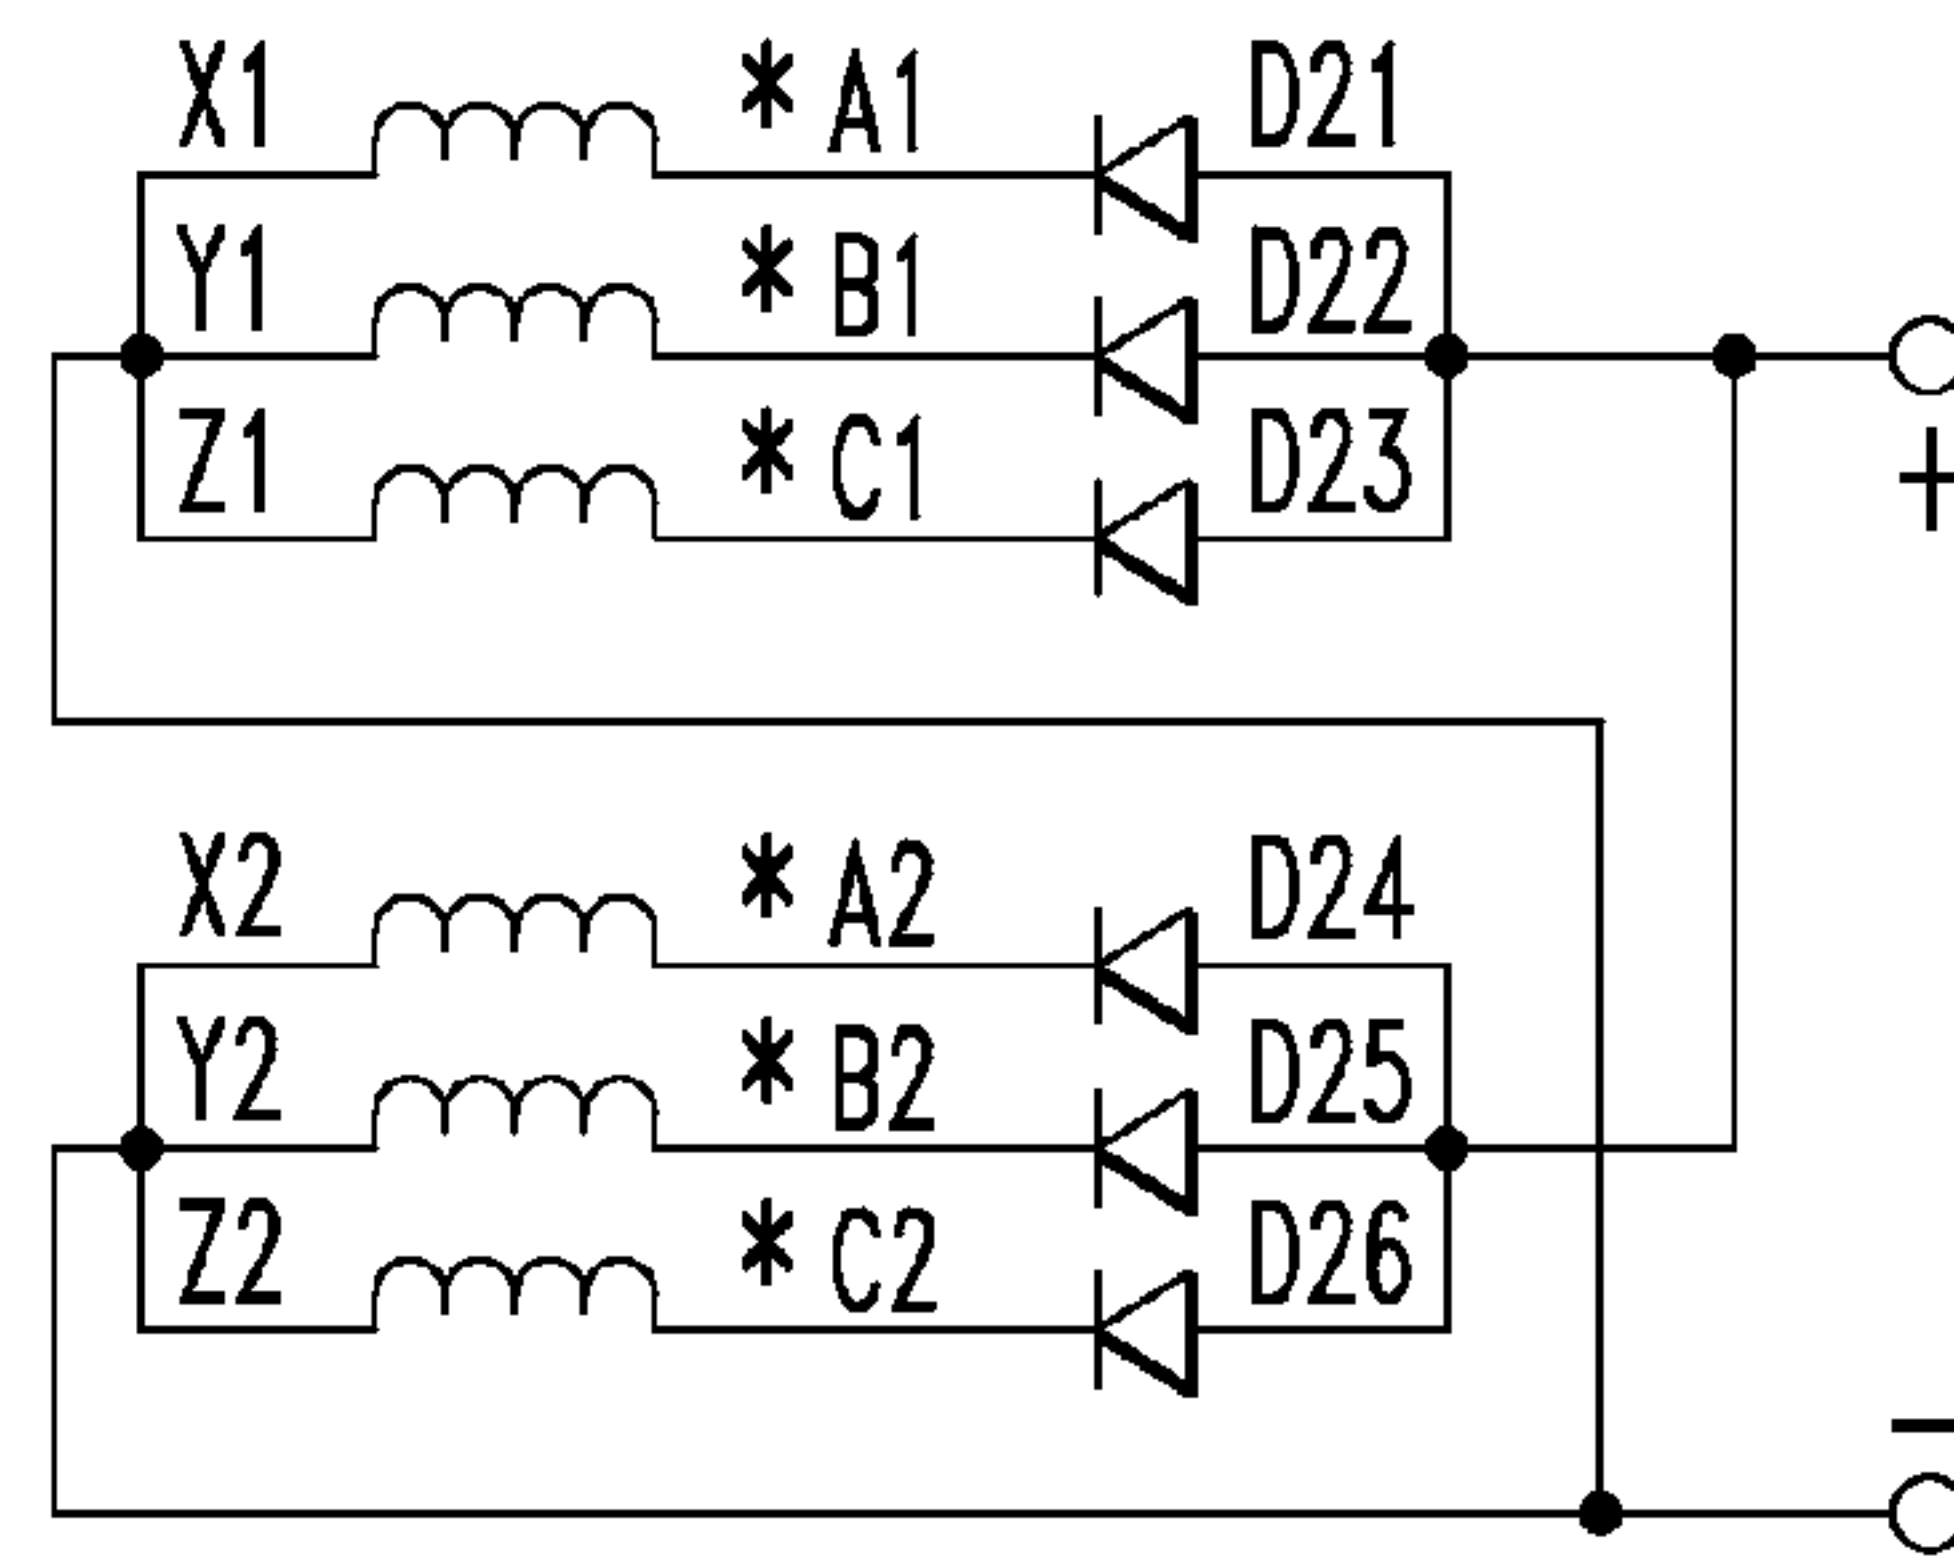 X1 * A1 D21
Y1 * B1 D22
Z1 * C1 D23
+
X2 * A2 D24
Y2 * B2 D25
Z2 * C2 D26
−